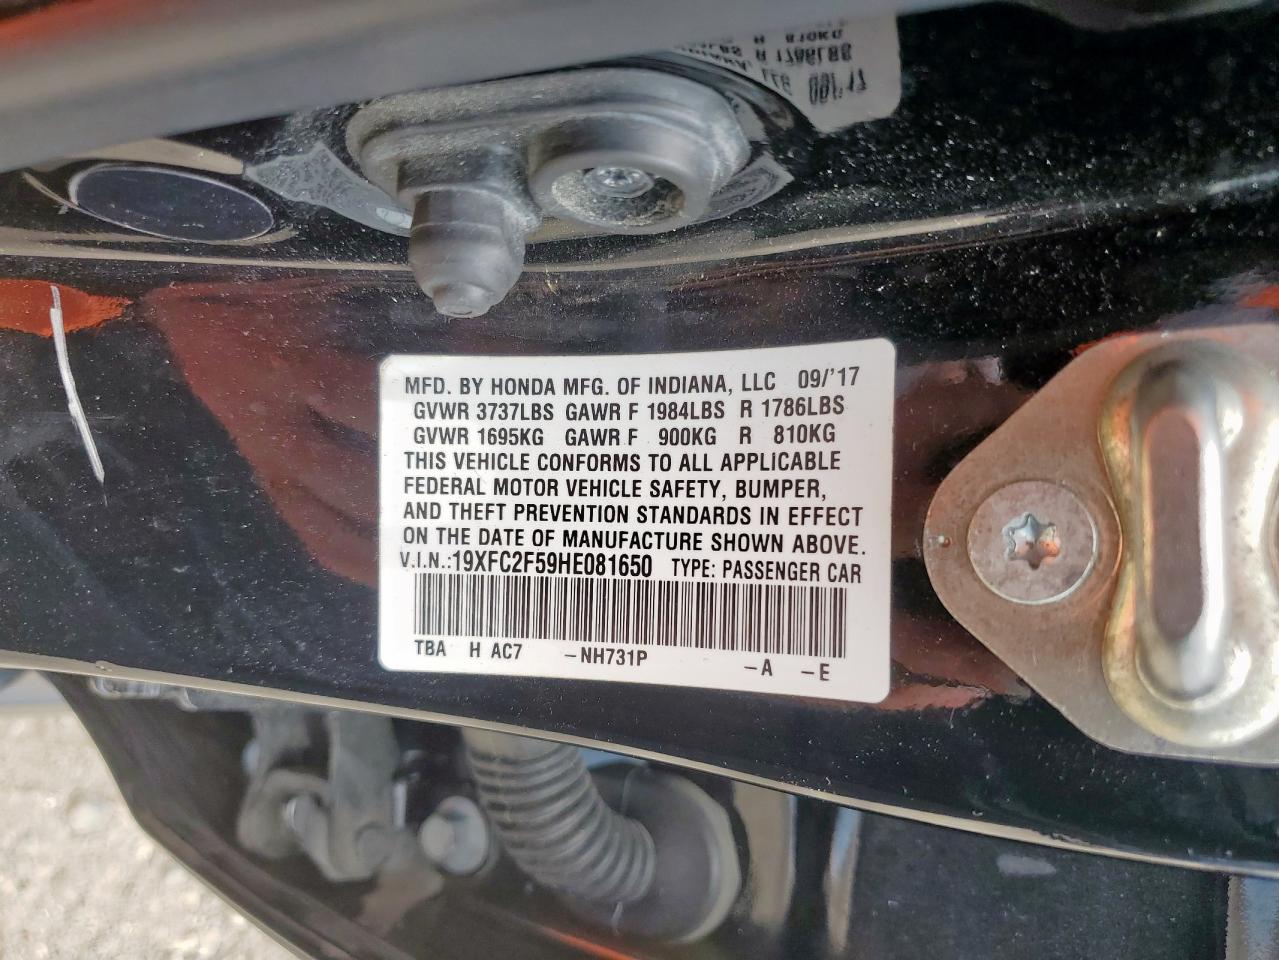 MFD. BY HONDA MFG. OF INDIANA, LLC 09/'17
GVWR 3737LBS GAWR F 1984LBS R 1786LBS
GVWR 1695KG GAWR F 900KG R 810KG
THIS VEHICLE CONFORMS TO ALL APPLICABLE
FEDERAL MOTOR VEHICLE SAFETY, BUMPER,
AND THEFT PREVENTION STANDARDS IN EFFECT
ON THE DATE OF MANUFACTURE SHOWN ABOVE.
V.I.N.:19XFC2F59HE081650 TYPE: PASSENGER CAR
TBA H AC7 -NH731P -A -E